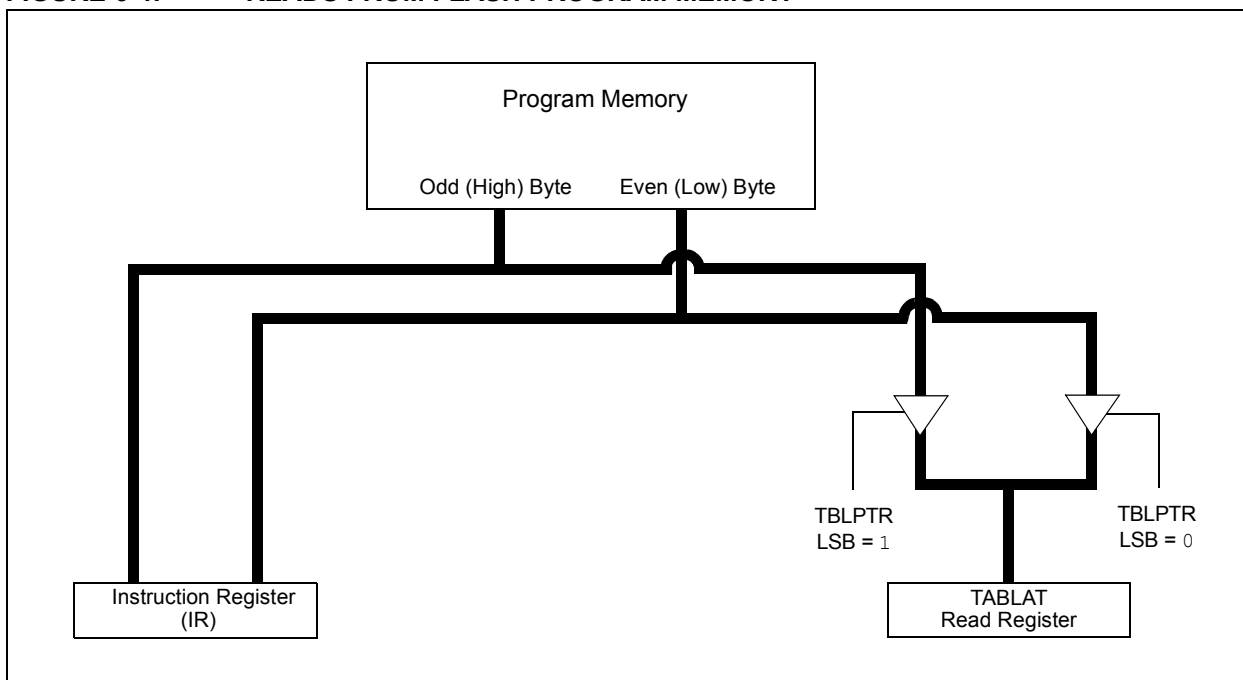 Program Memory
Odd (High) Byte Even (Low) Byte
TBLPTR
LSB = 1
TBLPTR
LSB = 0
Instruction Register
(IR)
TABLAT
Read Register